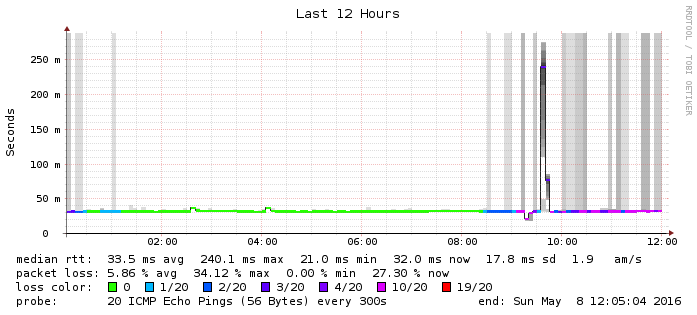 Last 12 Hours
RRDTOOL / TOBI OETIKER
Seconds
250 m
200 m
150 m
100 m
50 m
0
02:00 04:00 06:00 08:00 10:00 12:00
median rtt: 33.5 ms avg 240.1 ms max 21.0 ms min 32.0 ms now 17.8 ms sd 1.9 am/s
packet loss: 5.86 % avg 34.12 % max 0.00 % min 27.30 % now
loss color: 0 1/20 2/20 3/20 4/20 10/20 19/20
probe: 20 ICMP Echo Pings (56 Bytes) every 300s end: Sun May 8 12:05:04 2016